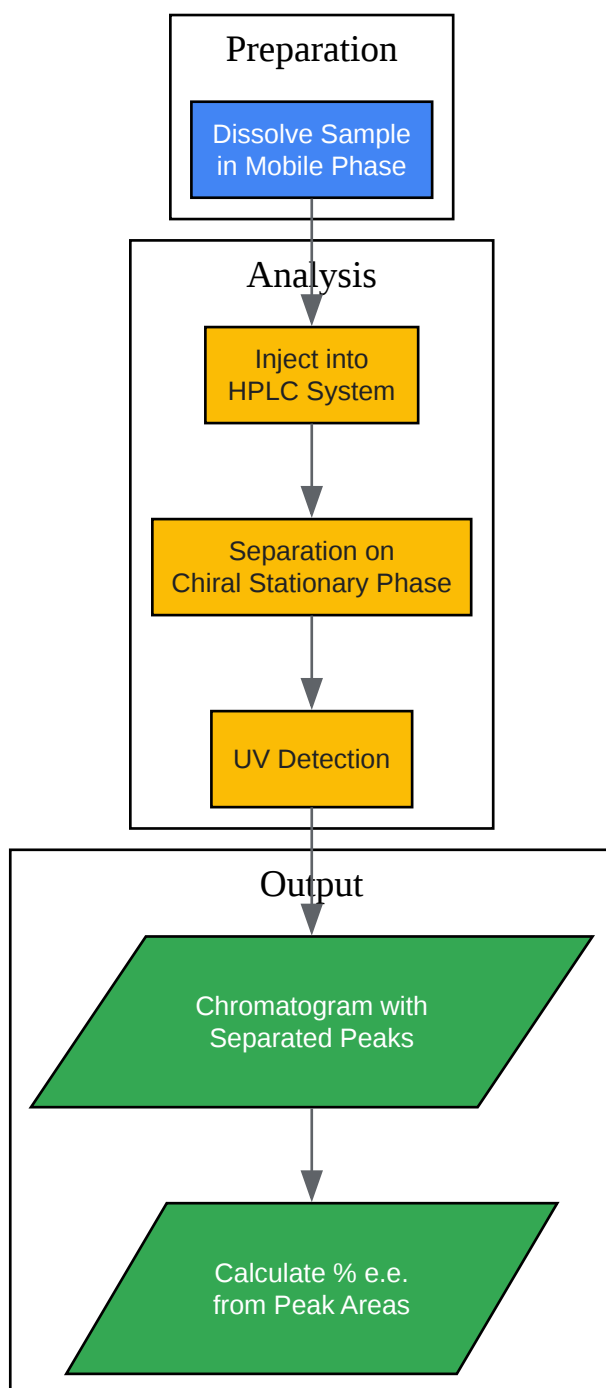 Preparation
Dissolve Sample
in Mobile Phase
Analysis
Inject into
HPLC System
Separation on
Chiral Stationary Phase
UV Detection
Output
Chromatogram with
Separated Peaks
Calculate % e.e.
from Peak Areas